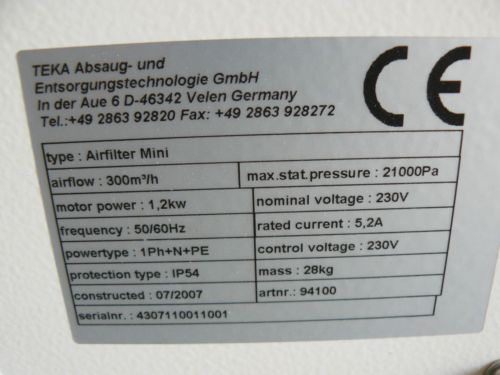 TEKA Absaug- und
Entsorgungstechnologie GmbH
In der Aue 6 D-46342 Velen Germany
Tel.:+49 2863 92820 Fax: +49 2863 928272
CE
type : Airfilter Mini
airflow : 300m³/h
max.stat.pressure : 21000Pa
motor power : 1,2kw
nominal voltage : 230V
frequency : 50/60Hz
rated current : 5,2A
powertype : 1Ph+N+PE
control voltage : 230V
protection type : IP54
mass : 28kg
constructed : 07/2007
artnr.: 94100
serialnr. : 4307110011001